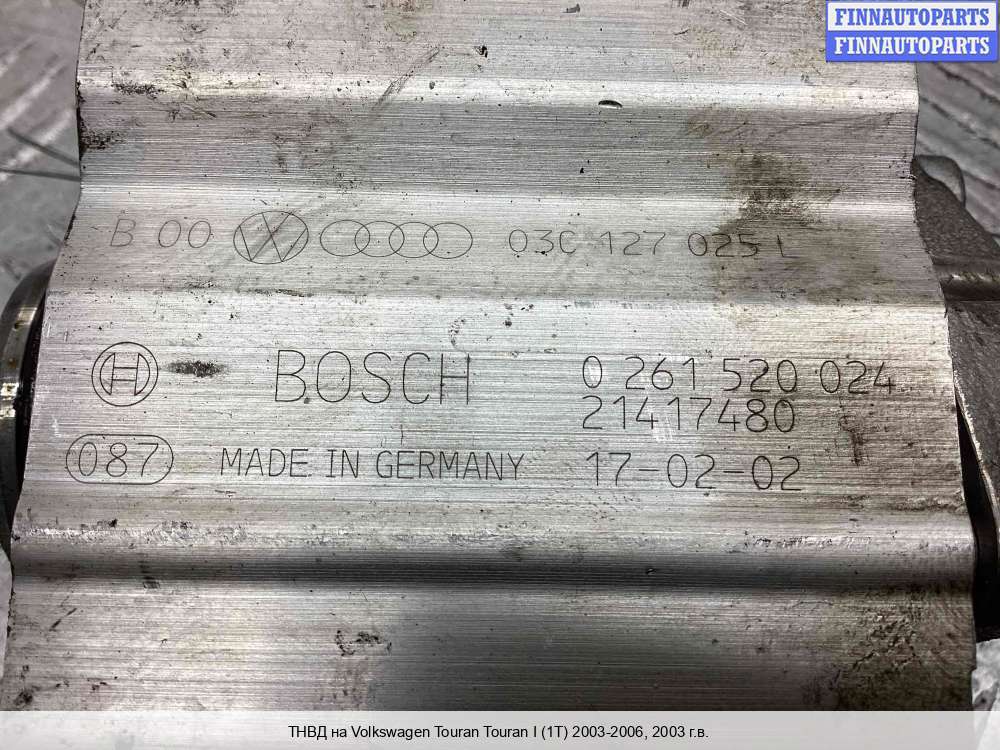 FINNAUTOPARTS
FINNAUTOPARTS
B 00 03C 127 025 L
BOSCH 0 261 520 024
21417480
087 MADE IN GERMANY 17-02-02
ТНВД на Volkswagen Touran Touran I (1T) 2003-2006, 2003 г.в.